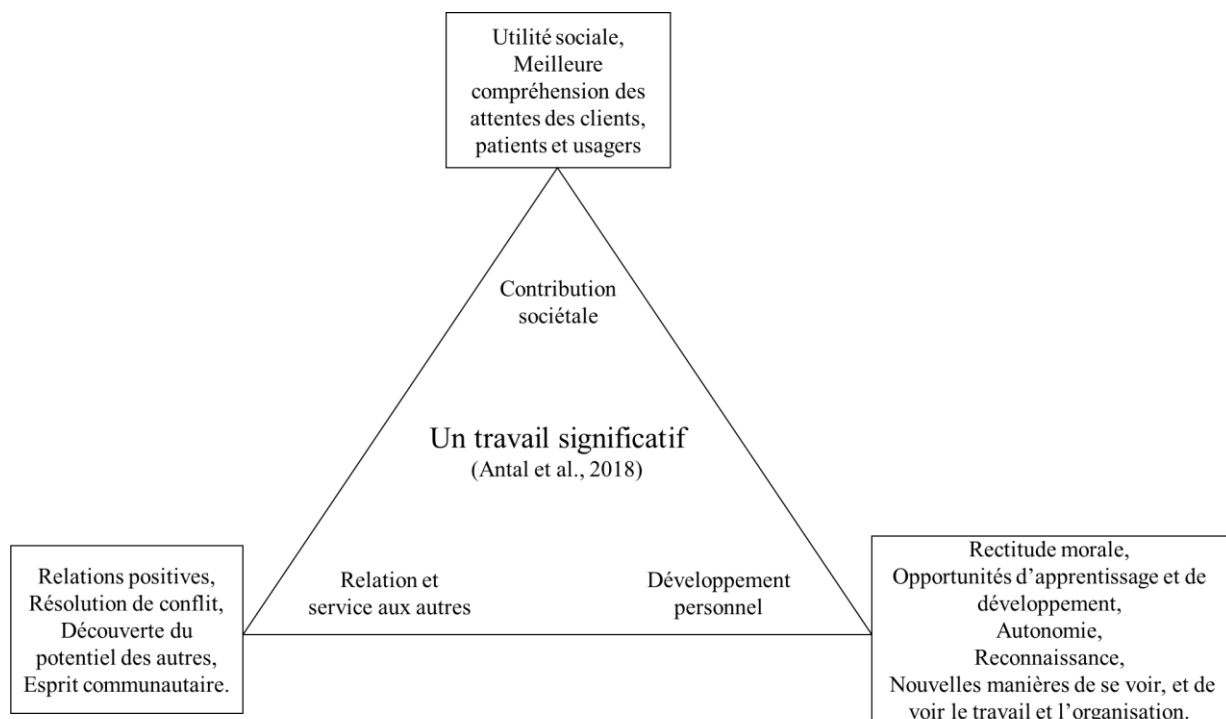 Utilité sociale,
Meilleure
compréhension des
attentes des clients,
patients et usagers
Contribution
sociétale
Un travail significatif
(Antal et al., 2018)
Relation et
service aux autres
Développement
personnel
Relations positives,
Résolution de conflit,
Découverte du
potentiel des autres,
Esprit communautaire.
Rectitude morale,
Opportunités d'apprentissage et de
développement,
Autonomie,
Reconnaissance,
Nouvelles manières de se voir, et de
voir le travail et l'organisation.